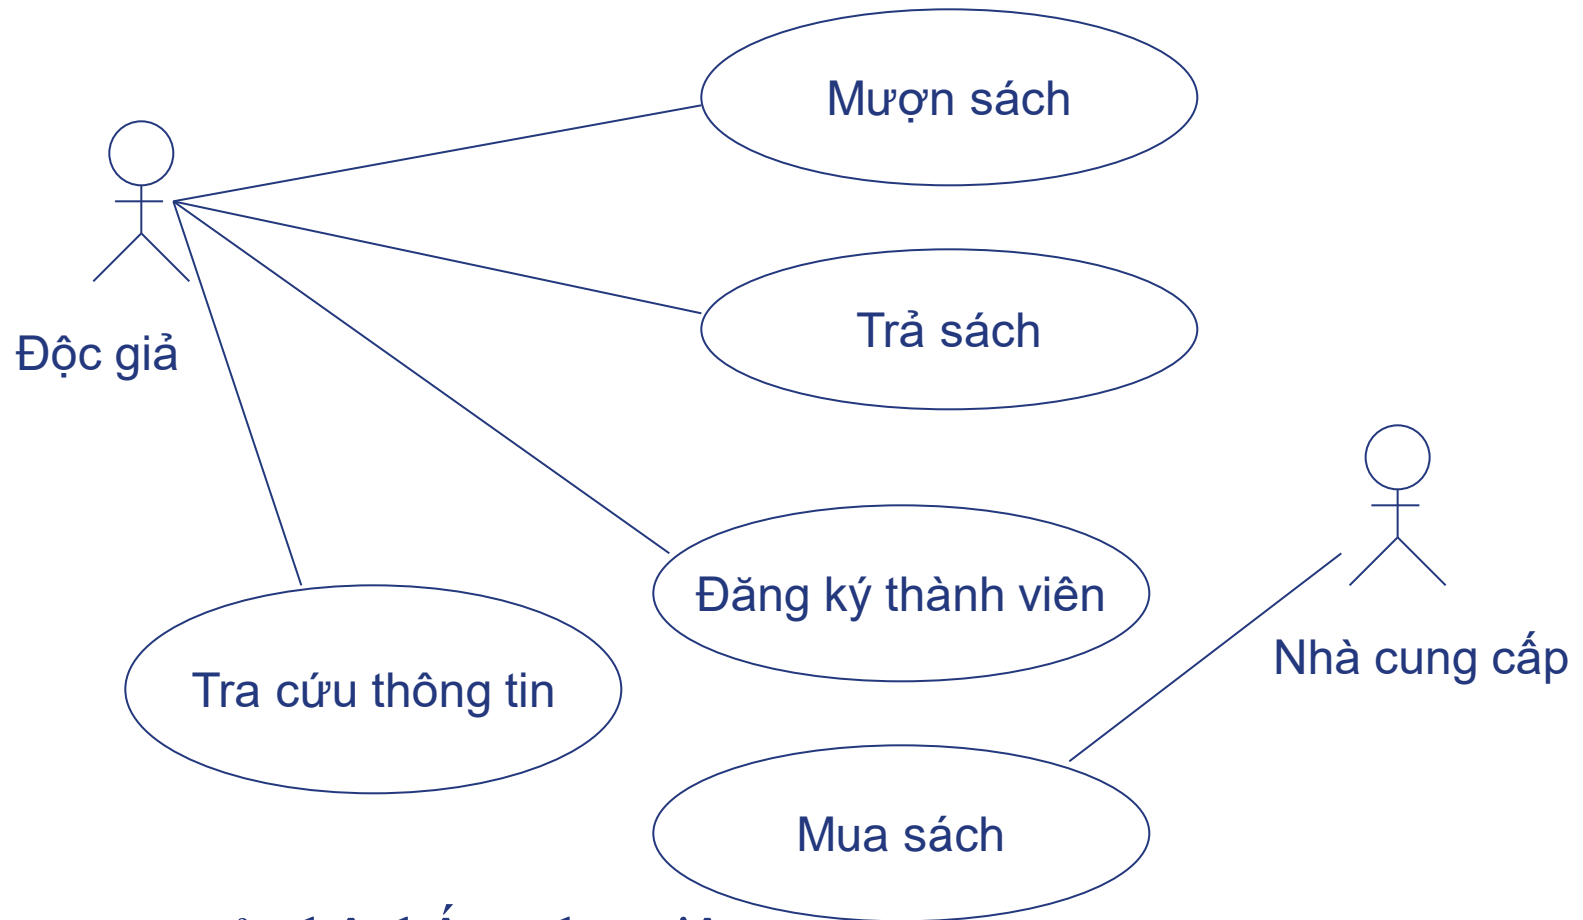 Mượn sách
Trả sách
Độc giả
Đăng ký thành viên
Nhà cung cấp
Tra cứu thông tin
Mua sách